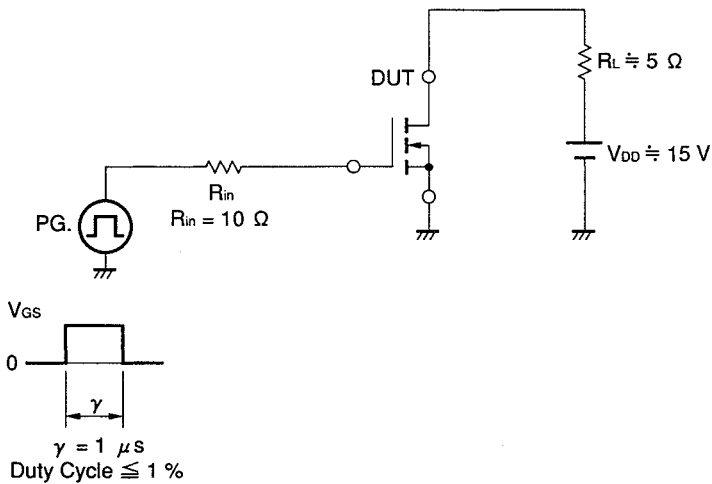 DUT
RL ≒ 5 Ω
VDD ≒ 15 V
Rin
Rin = 10 Ω
PG.
VGS
0
γ
γ = 1 μs
Duty Cycle ≦ 1 %